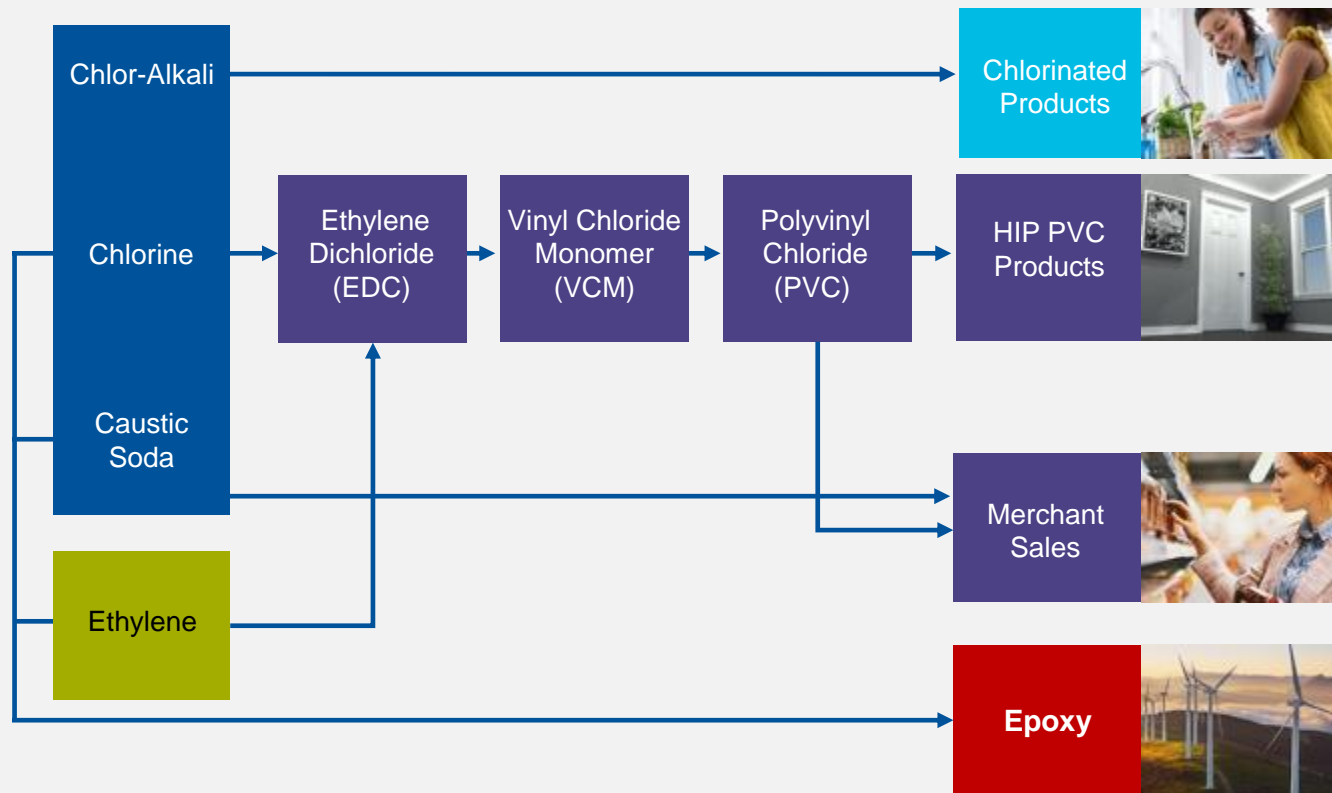 Chlor-Alkali
Chlorinated
Products
Chlorine
Ethylene
Dichloride
(EDC)
Vinyl Chloride
Monomer
(VCM)
Polyvinyl
Chloride
(PVC)
HIP PVC
Products
Caustic
Soda
Merchant
Sales
Ethylene
Epoxy